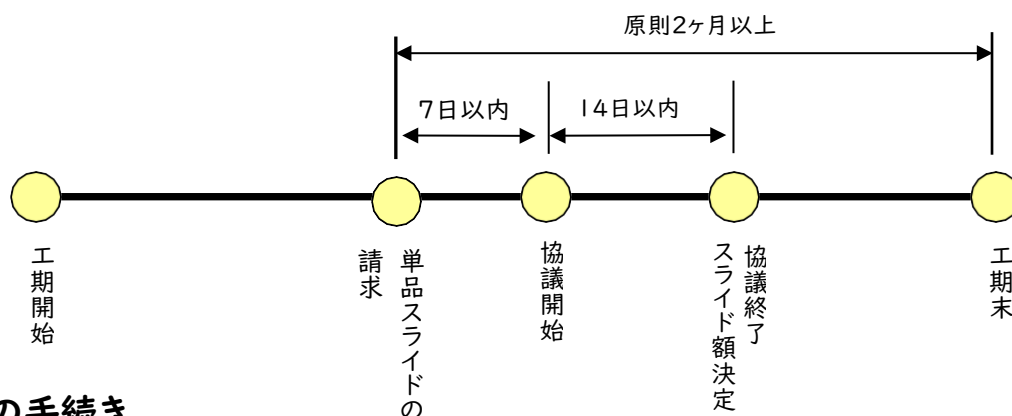 原則2ヶ月以上
7日以内
14日以内
工期開始
単品スライドの
請求
協議開始
協議終了
スライド額決定
工期末
の手続き